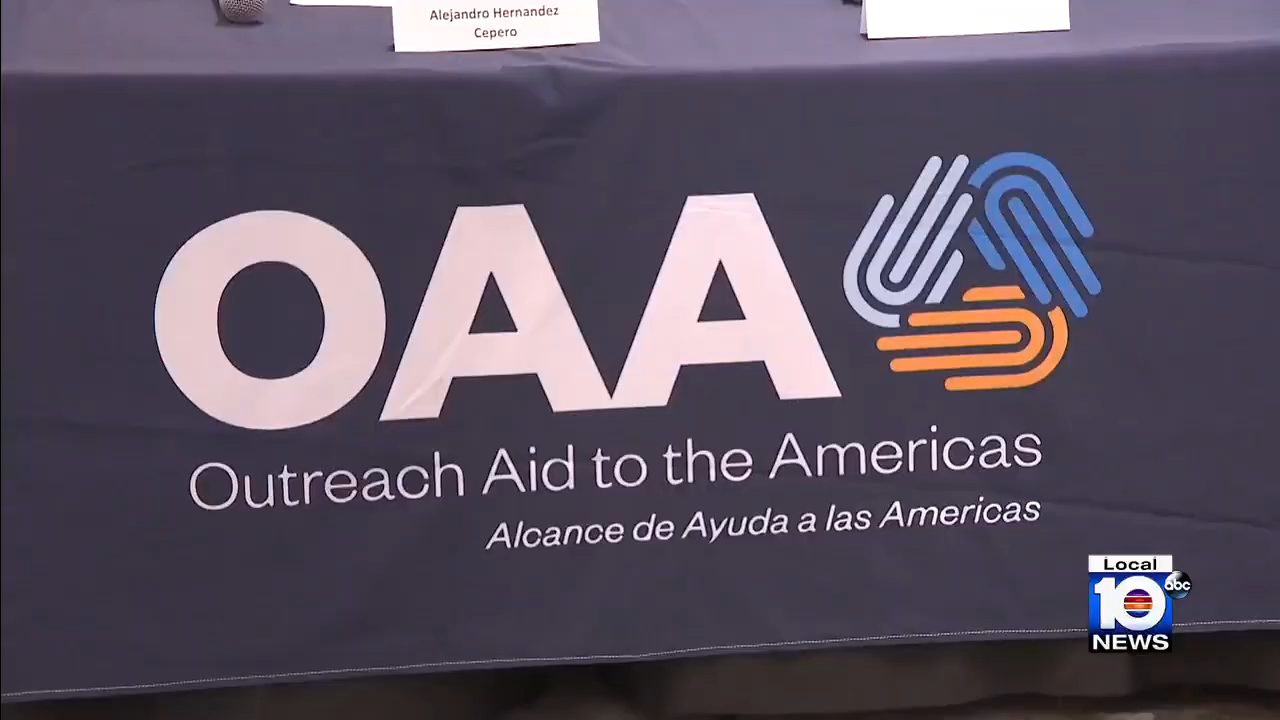 Alejandro Hernandez
Cepero
OAA
Outreach Aid to the Americas
Alcance de Ayuda a las Americas
Local
10
abc
NEWS